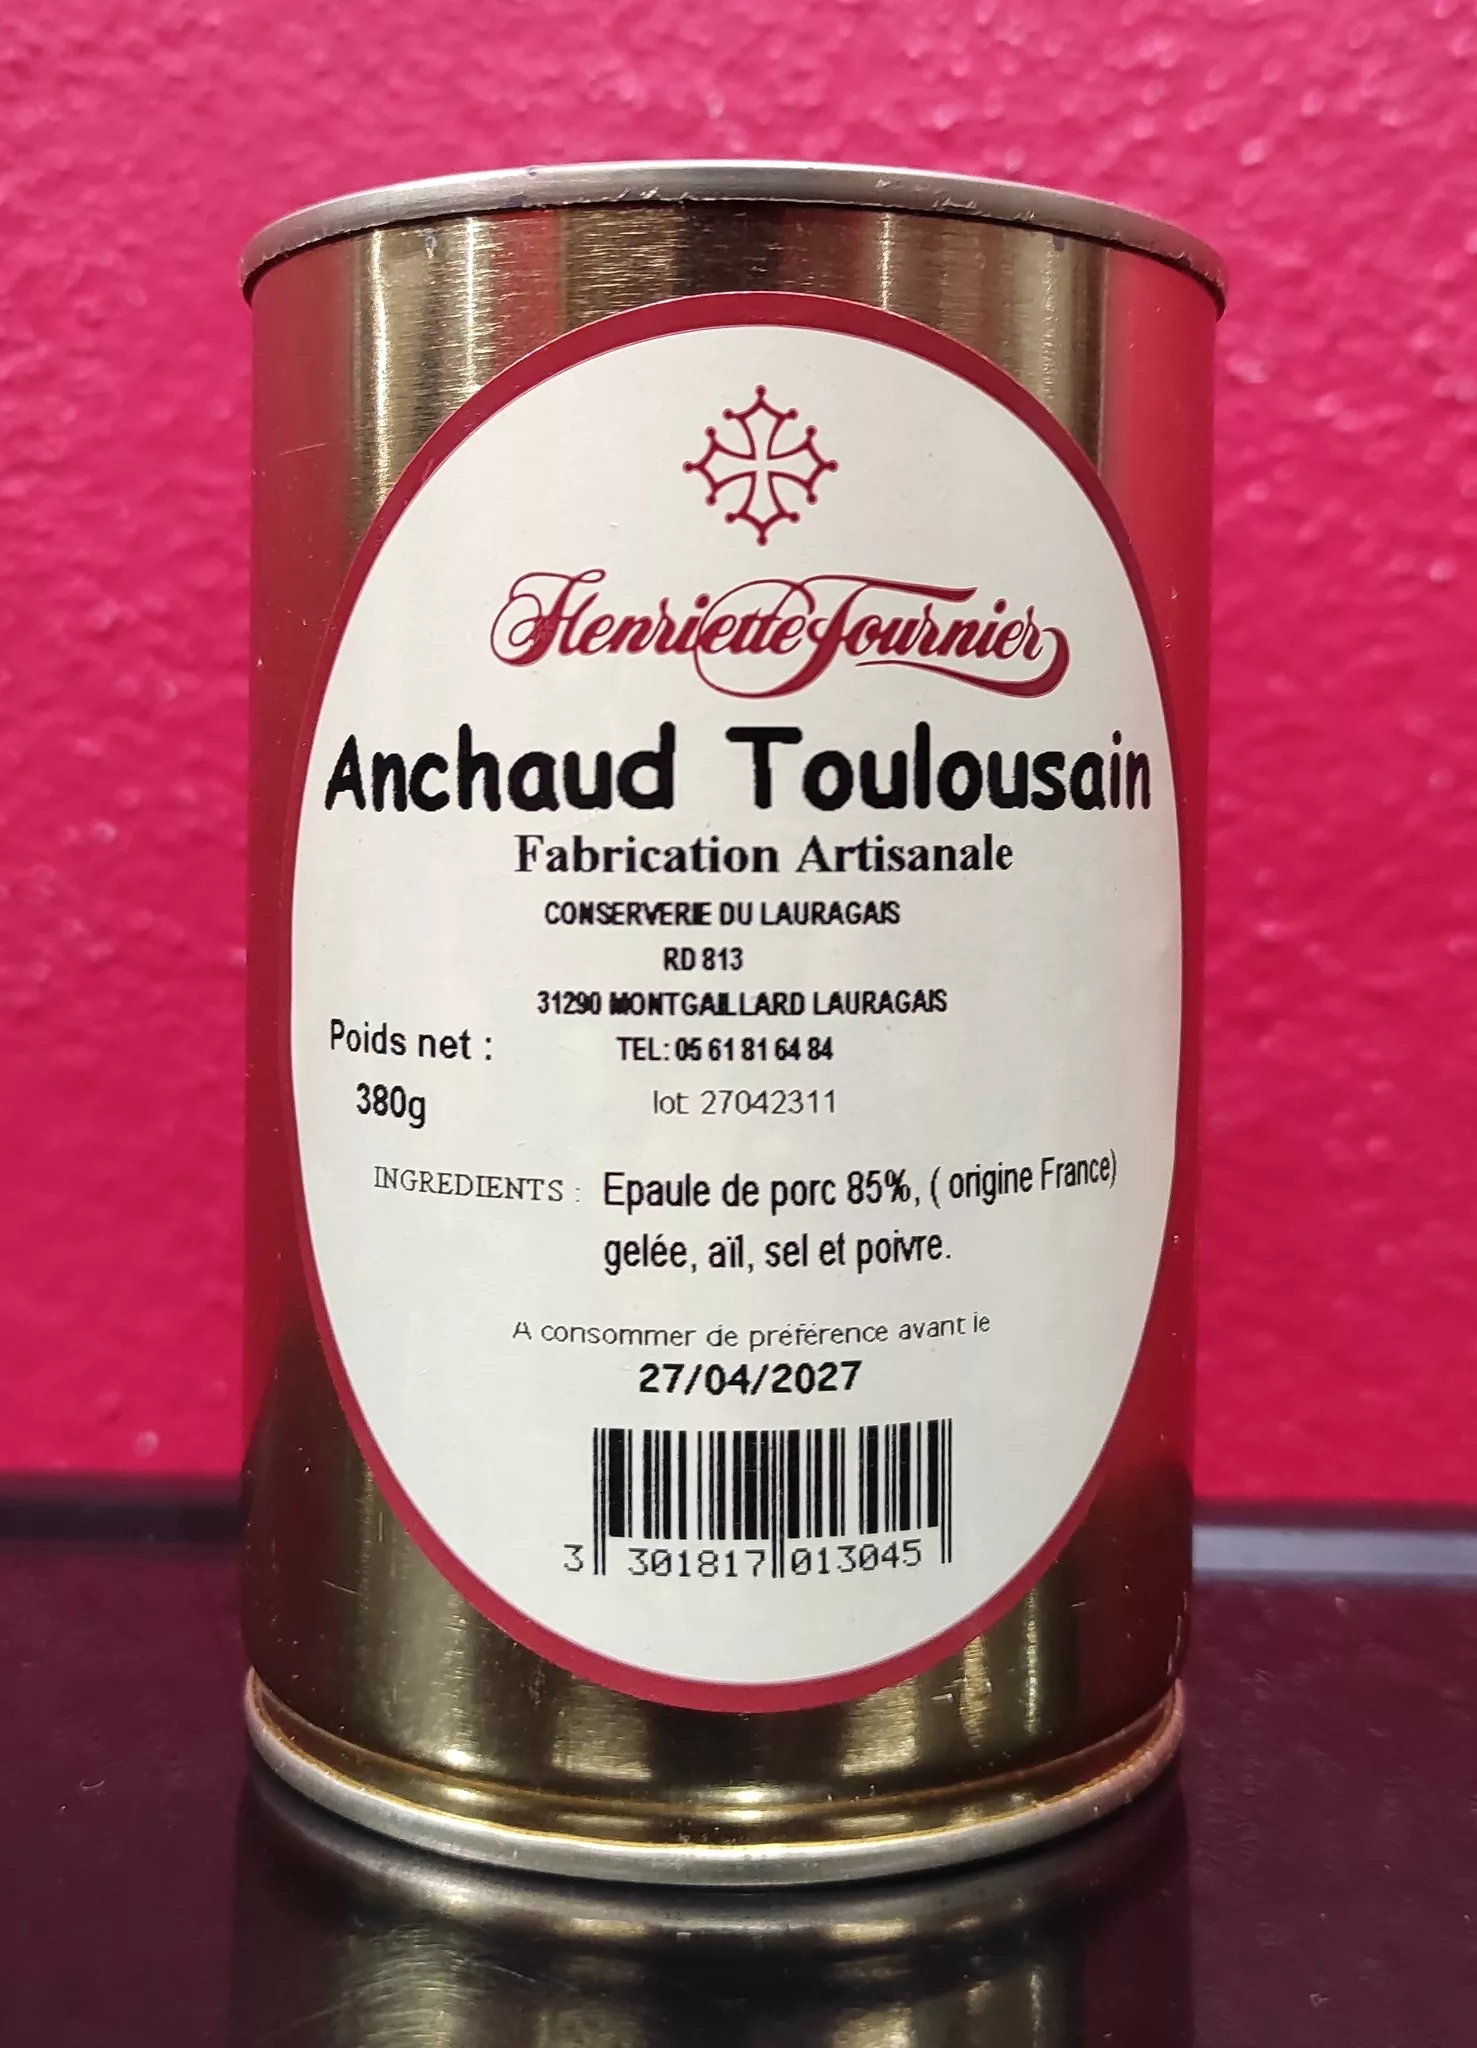 Henriette Fournier
Anchaud Toulousain
Fabrication Artisanale
CONSERVERIE DU LAURAGAIS
RD 813
31290 MONTGAILLARD LAURAGAIS
TEL: 05 61 81 64 84
Poids net :
380g
lot 27042311
INGREDIENTS : Epaule de porc 85%, ( origine France)
gelée, aïl, sel et poivre.
A consommer de préférence avant le
27/04/2027
3 301817 013045